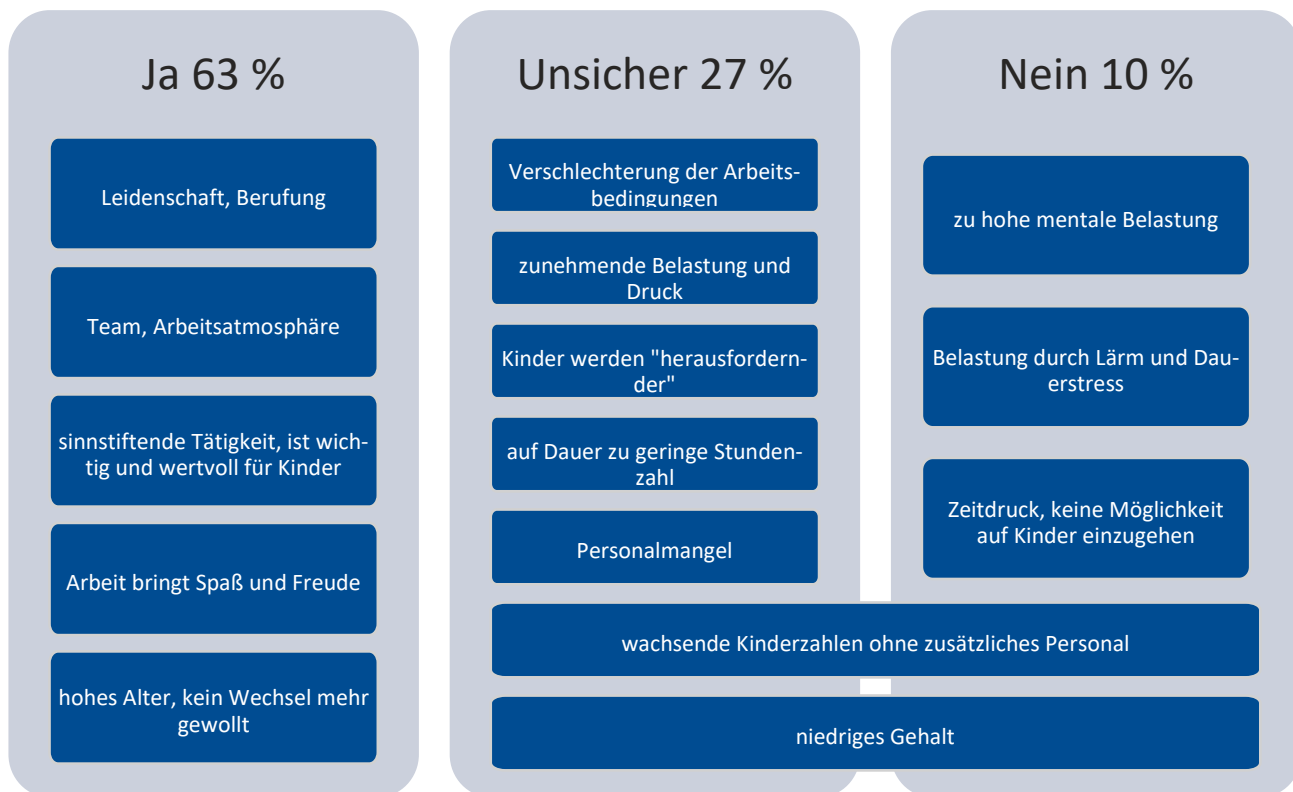 Ja 63 %
Leidenschaft, Berufung
Team, Arbeitsatmosphäre
sinnstiftende Tätigkeit, ist wich-
tig und wertvoll für Kinder
Arbeit bringt Spaß und Freude
hohes Alter, kein Wechsel mehr
gewollt
Unsicher 27 %
Verschlechterung der Arbeits-
bedingungen
zunehmende Belastung und
Druck
Kinder werden "herausfordern-
der"
auf Dauer zu geringe Stunden-
zahl
Personalmangel
Nein 10 %
zu hohe mentale Belastung
Belastung durch Lärm und Dau-
erstress
Zeitdruck, keine Möglichkeit
auf Kinder einzugehen
wachsende Kinderzahlen ohne zusätzliches Personal
niedriges Gehalt